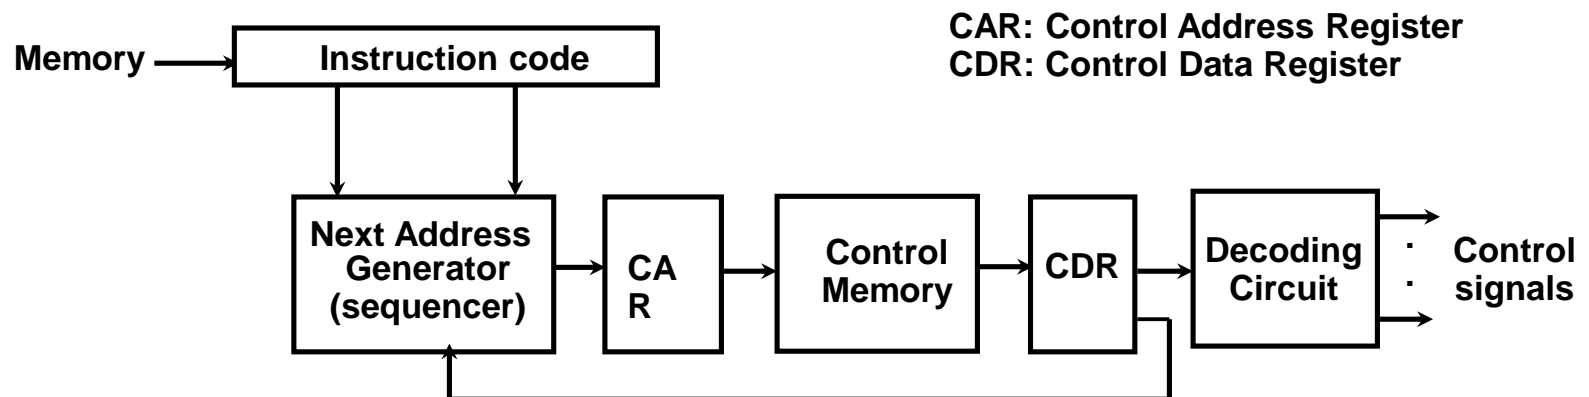 CAR: Control Address Register
CDR: Control Data Register
Memory
Instruction code
Next Address
Generator
(sequencer)
CA
R
Control
Memory
CDR
Decoding
Circuit
.
.
Control
signals